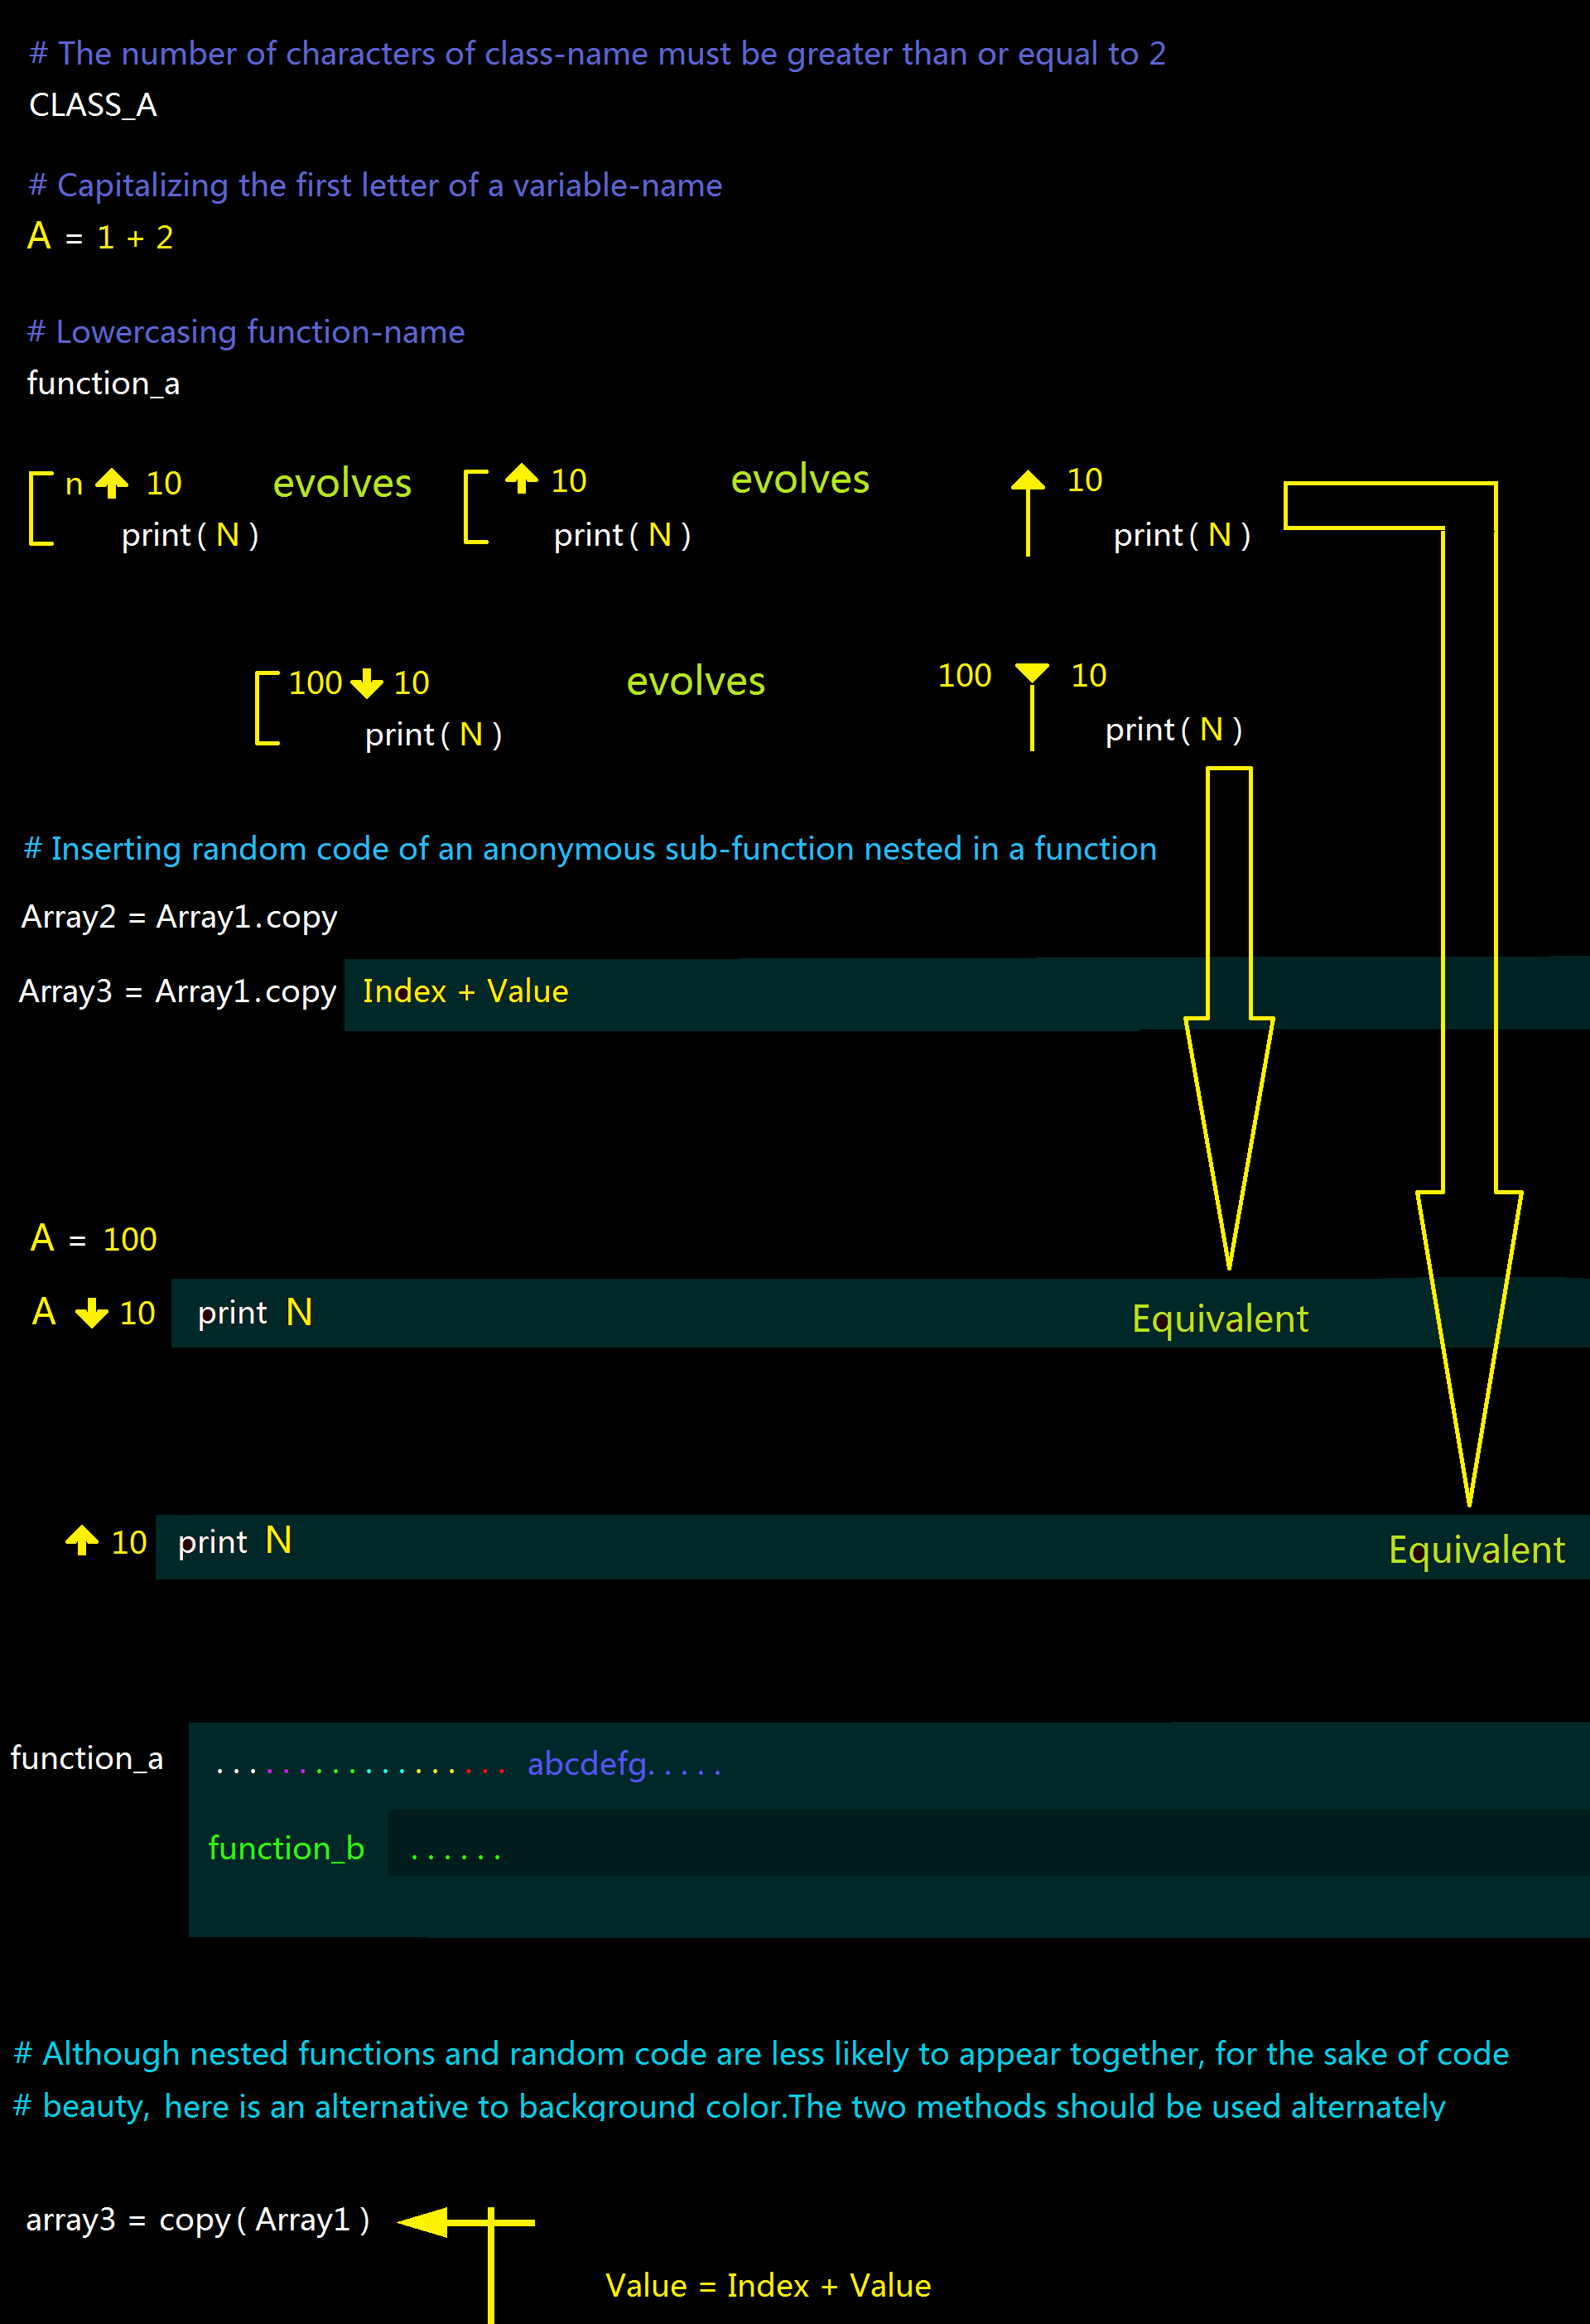 # The number of characters of class-name must be greater than or equal to 2
CLASS_A
# Capitalizing the first letter of a variable-name
A = 1 + 2
# Lowercasing function-name
function_a
n 10 evolves 10 evolves 10
print ( N ) print ( N ) print ( N )
100 10 evolves 100 10
print ( N ) print ( N )
# Inserting random code of an anonymous sub-function nested in a function
Array2 = Array1.copy
Array3 = Array1.copy Index + Value
A = 100
A 10 print N Equivalent
10 print N Equivalent
function_a .................. abcdefg.....
function_b ......
# Although nested functions and random code are less likely to appear together, for the sake of code
# beauty, here is an alternative to background color.The two methods should be used alternately
array3 = copy ( Array1 )
Value = Index + Value